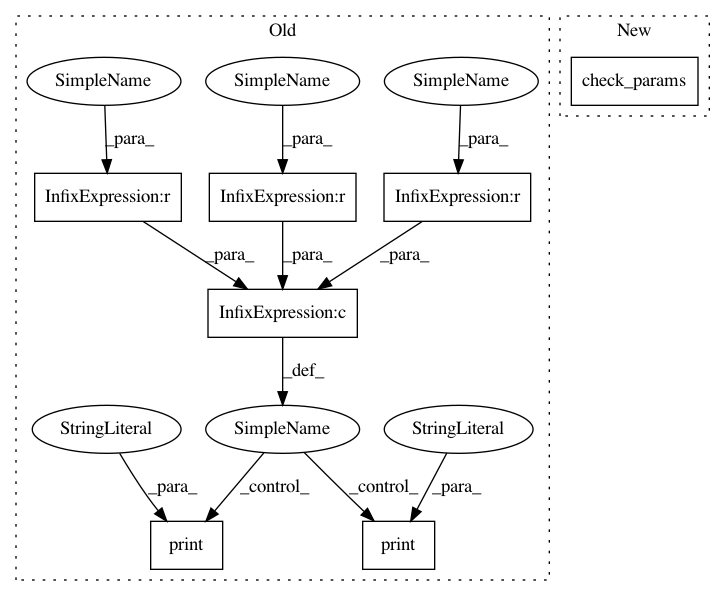 Old
New
SimpleName
SimpleName
SimpleName
check_params
_para_
_para_
_para_
InfixExpression:r
InfixExpression:r
InfixExpression:r
_para_
_para_
_para_
InfixExpression:c
_def_
StringLiteral
SimpleName
StringLiteral
_para_
_control_
_control_
_para_
print
print